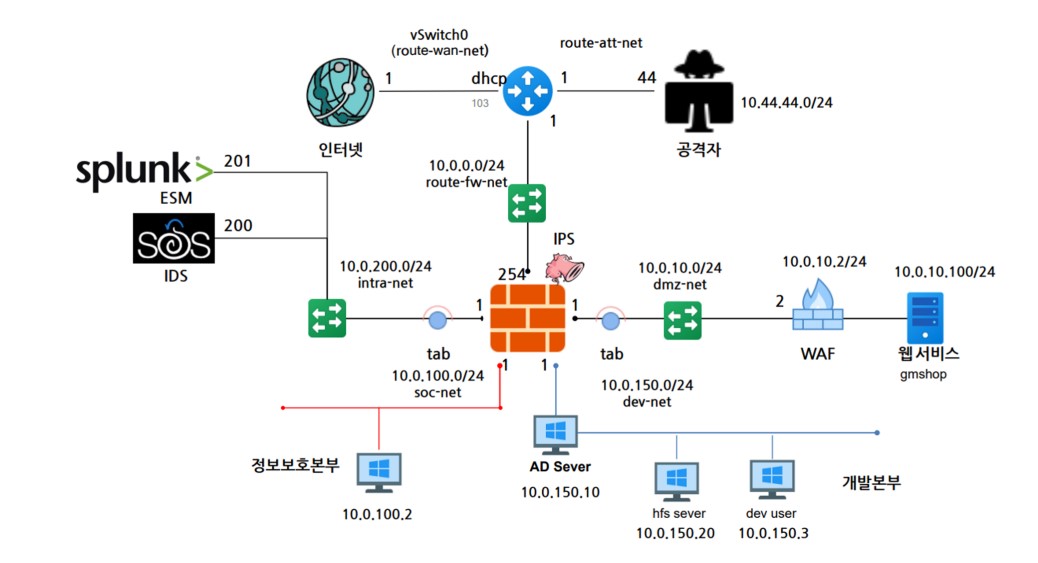 vSwitch0
(route-wan-net)
route-att-net
1
dhcp
103
1
44
10.44.44.0/24
1
인터넷
공격자
splunk>
201
ESM
10.0.0.0/24
route-fw-net
SOS
200
IDS
IPS
10.0.200.0/24
intra-net
254
10.0.10.0/24
dmz-net
10.0.10.2/24
10.0.10.100/24
1
1
2
tab
tab
WAF
웹 서비스
gmshop
10.0.100.0/24
soc-net
1
1
10.0.150.0/24
dev-net
정보보호본부
AD Sever
10.0.150.10
개발본부
10.0.100.2
hfs sever
10.0.150.20
dev user
10.0.150.3